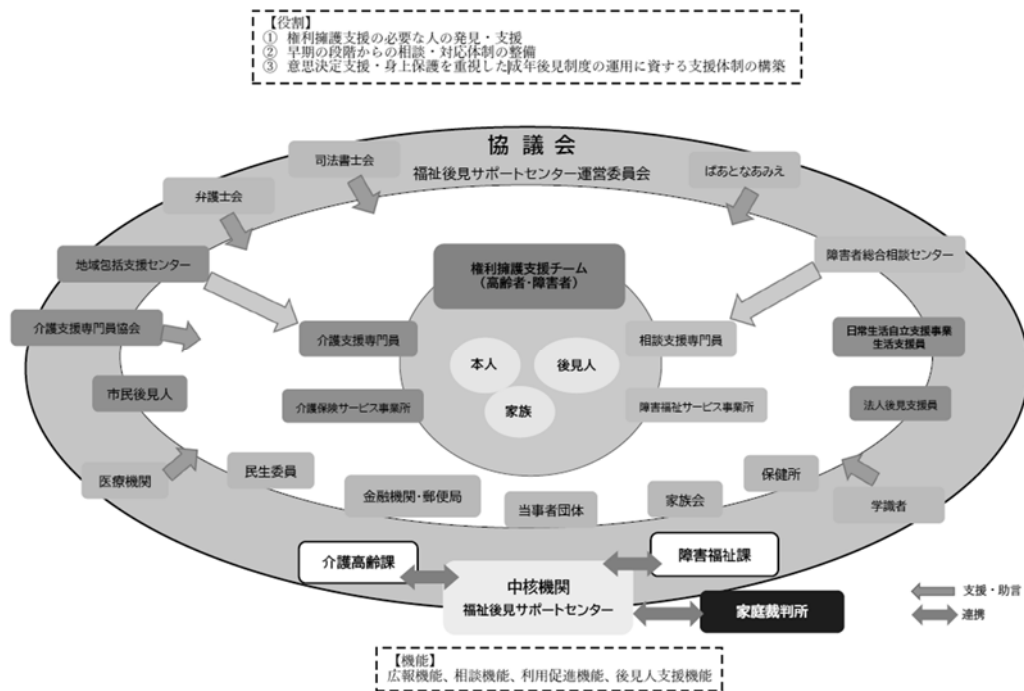 【役割】
① 権利擁護支援の必要な人の発見・支援
② 早期の段階からの相談・対応体制の整備
③ 意思決定支援・身上保護を重視した成年後見制度の運用に資する支援体制の構築
協議会
福祉後見サポートセンター運営委員会
司法書士会
ぱあとなあみえ
弁護士会
地域包括支援センター
障害者総合相談センター
権利擁護支援チーム
（高齢者・障害者）
介護支援専門員協会
介護支援専門員
相談支援専門員
日常生活自立支援事業
生活支援員
本人
後見人
家族
市民後見人
介護保険サービス事業所
障害福祉サービス事業所
法人後見支援員
医療機関
民生委員
金融機関・郵便局
当事者団体
家族会
保健所
学識者
介護高齢課
障害福祉課
中核機関
福祉後見サポートセンター
家庭裁判所
支援・助言
連携
【機能】
広報機能、相談機能、利用促進機能、後見人支援機能